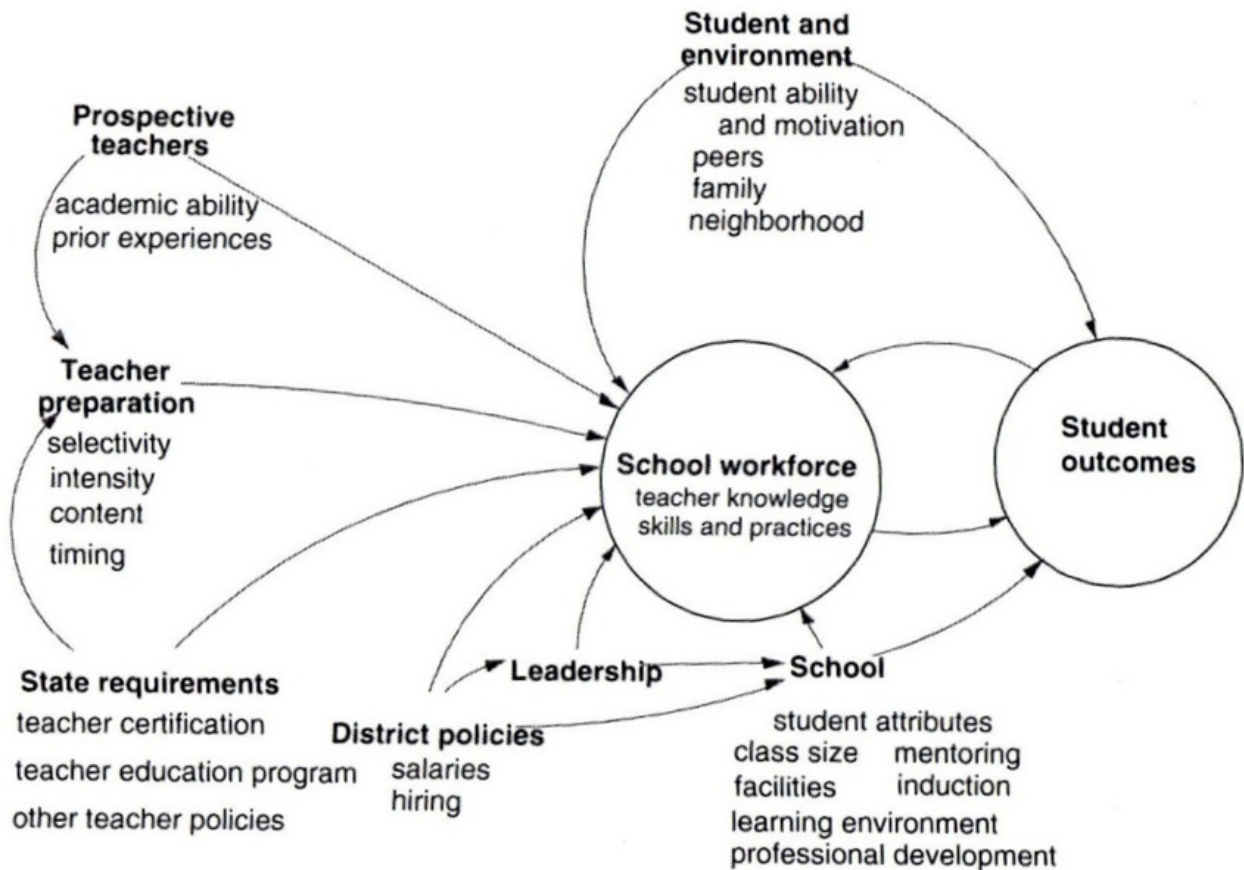 Student and
environment
student ability
and motivation
peers
family
neighborhood
Prospective
teachers
academic ability
prior experiences
Teacher
preparation
selectivity
intensity
content
timing
School workforce
teacher knowledge
skills and practices
Student
outcomes
State requirements
teacher certification
teacher education program
other teacher policies
District policies
salaries
hiring
Leadership
School
student attributes
class size mentoring
facilities induction
learning environment
professional development